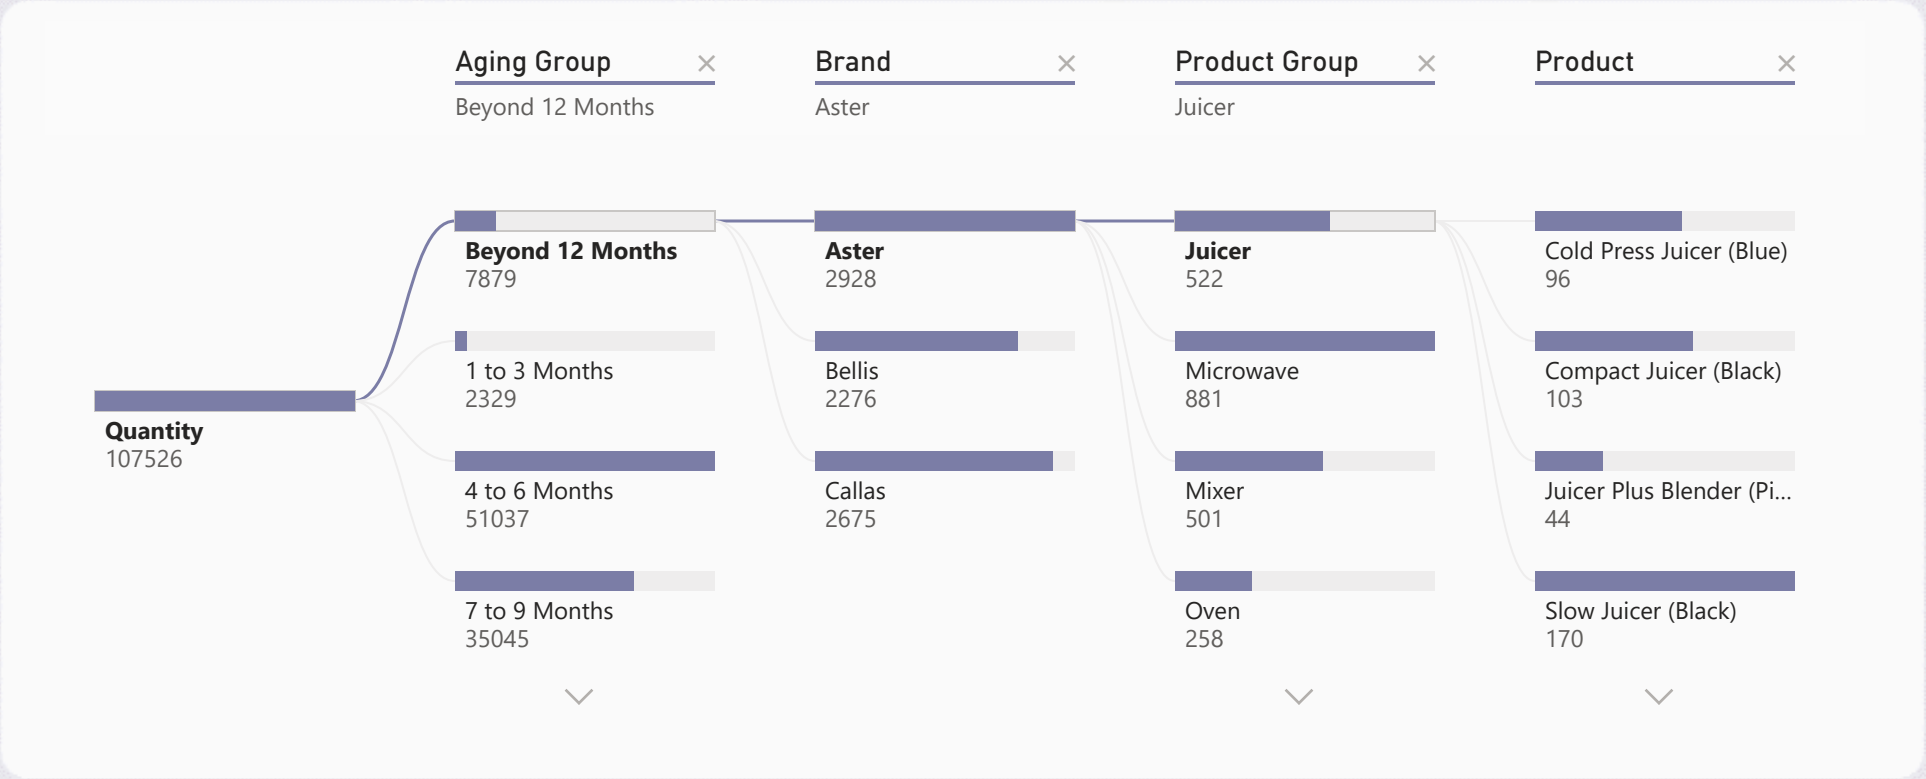 Aging Group
Beyond 12 Months
Brand
Aster
Product Group
Juicer
Product
Quantity
107526
Beyond 12 Months
7879
1 to 3 Months
2329
4 to 6 Months
51037
7 to 9 Months
35045
Aster
2928
Bellis
2276
Callas
2675
Juicer
522
Microwave
881
Mixer
501
Oven
258
Cold Press Juicer (Blue)
96
Compact Juicer (Black)
103
Juicer Plus Blender (Pi...
44
Slow Juicer (Black)
170